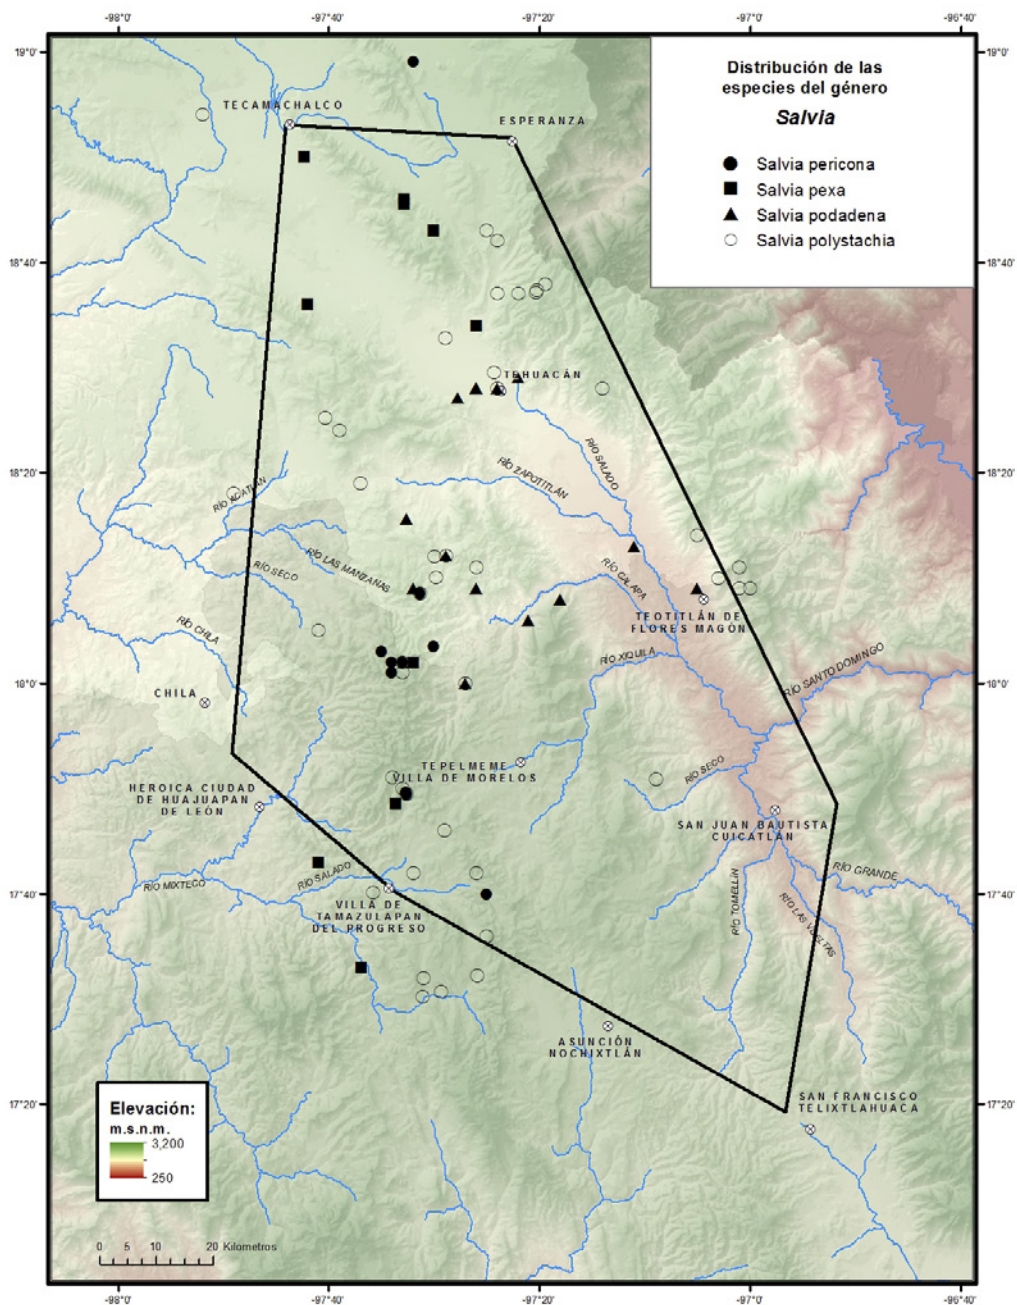 -98°0'
-97°40'
-97°20'
-97°0'
-96°40'
19°0'
19°0'
Distribución de las
especies del género
Salvia
Salvia pericona
Salvia pexa
Salvia podadena
Salvia polystachia
TECAMACHALCO
ESPERANZA
18°40'
18°40'
TEHUACÁN
18°20'
18°20'
RÍO SALADO
RÍO ZAPOTITLÁN
RÍO ACATLÁN
RÍO LAS MANZANAS
RÍO SECO
RÍO CALAPA
TEOTITLÁN DE
FLORES MAGÓN
RÍO CHILA
RÍO XIQUILA
RÍO SANTO DOMINGO
18°0'
18°0'
CHILA
TEPELMEME
VILLA DE MORELOS
RÍO SECO
HEROICA CIUDAD
DE HUAJUAPAN
DE LEÓN
SAN JUAN BAUTISTA
CUICATLÁN
RÍO GRANDE
RÍO SALADO
RÍO MIXTECO
17°40'
17°40'
RÍO TOMELLÍN
RÍO LAS VUELTAS
VILLA DE
TAMAZULAPAN
DEL PROGRESO
ASUNCIÓN
NOCHIXTLÁN
SAN FRANCISCO
TELIXTLAHUACA
17°20'
17°20'
Elevación:
m.s.n.m.
3,200
250
0 5 10 20 Kilometros
-98°0'
-97°40'
-97°20'
-97°0'
-96°40'